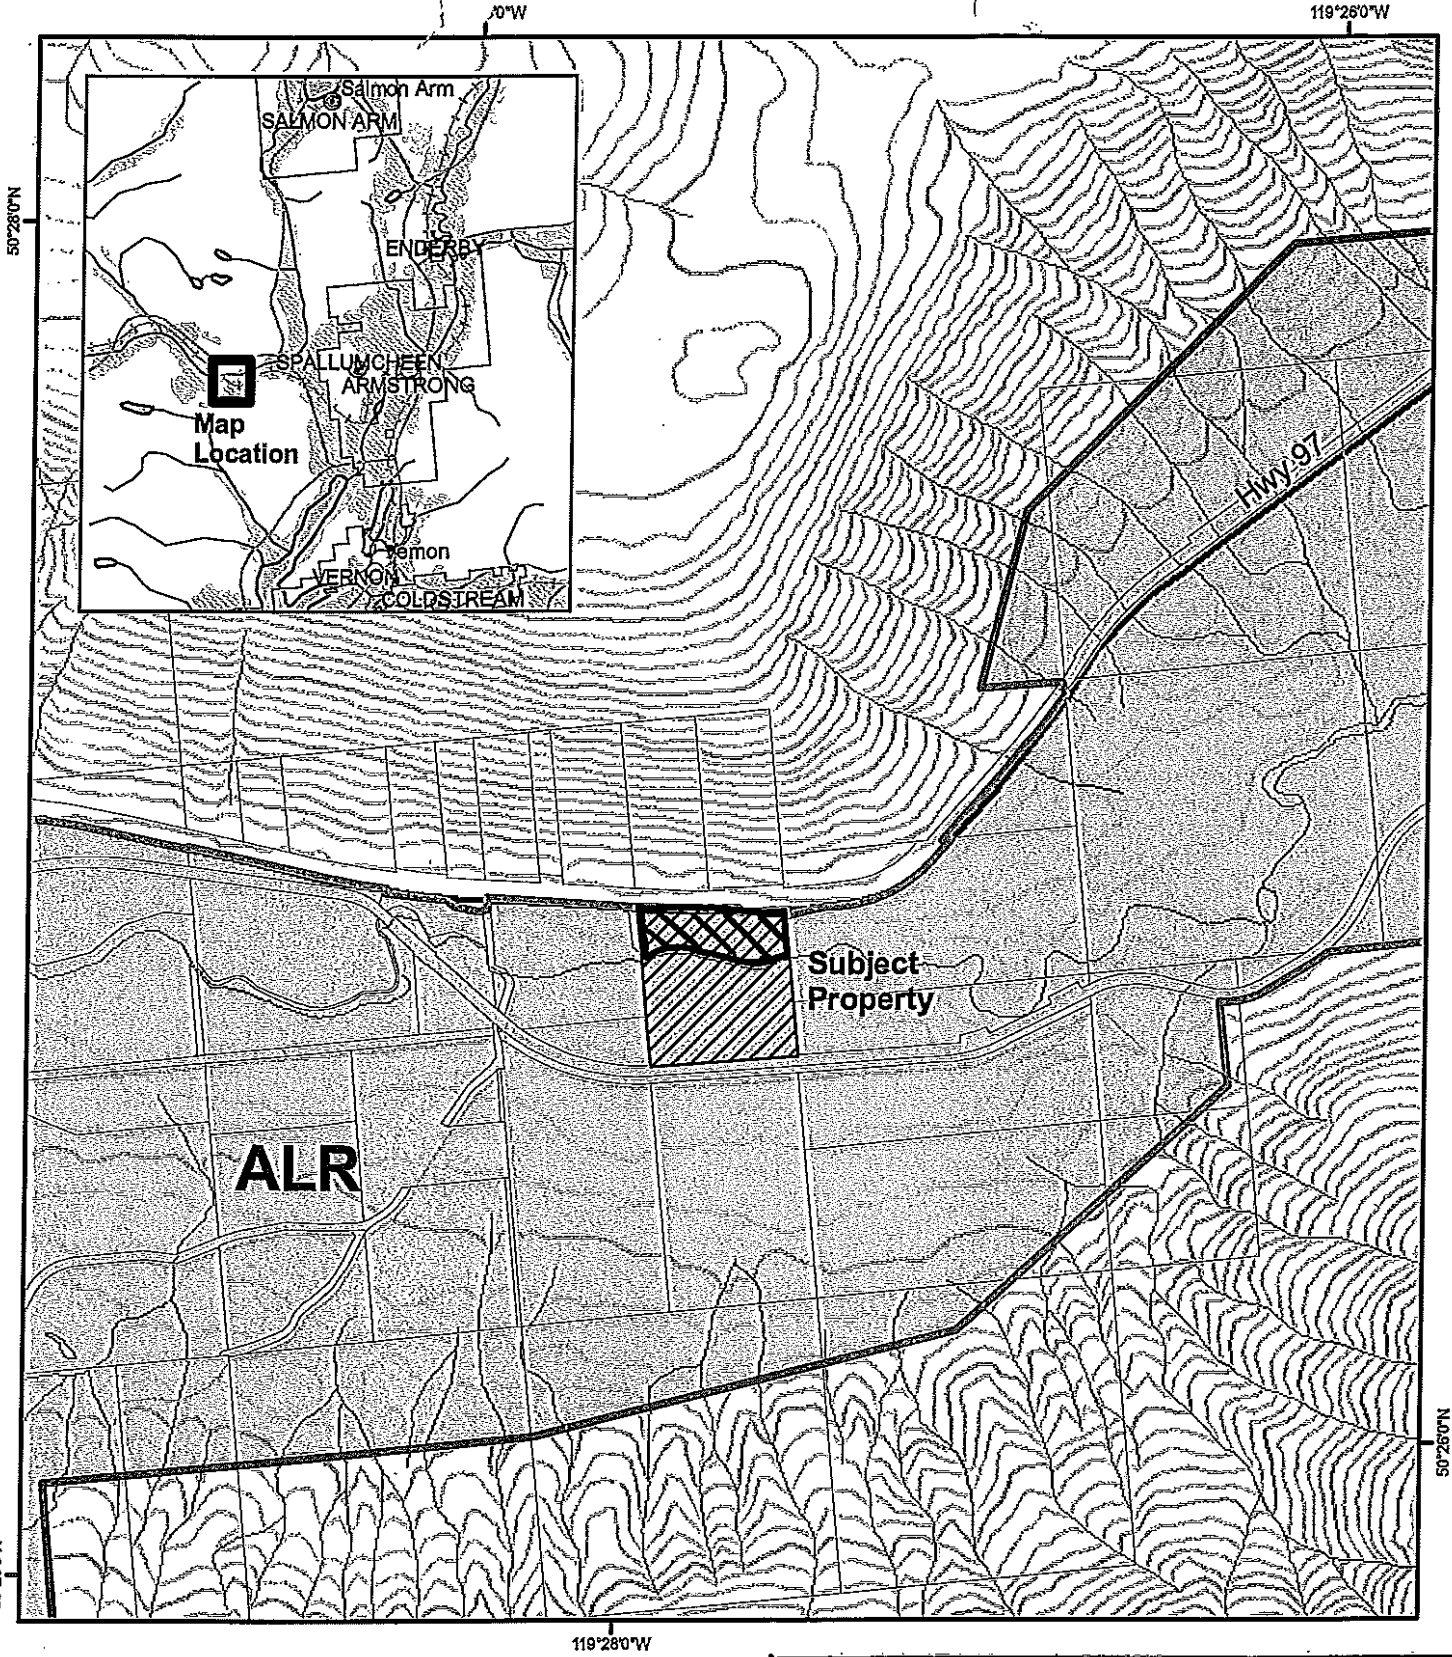 0°W
119°26'0"W
50°28'0"N
Salmon Arm
SALMON ARM
ENDERBY
SPALLUMCHEEN
ARMSTRONG
Map
Location
Vernon
VERNON
COLDSTREAM
Hwy 97
Subject
Property
ALR
50°26'0"N
119°28'0"W